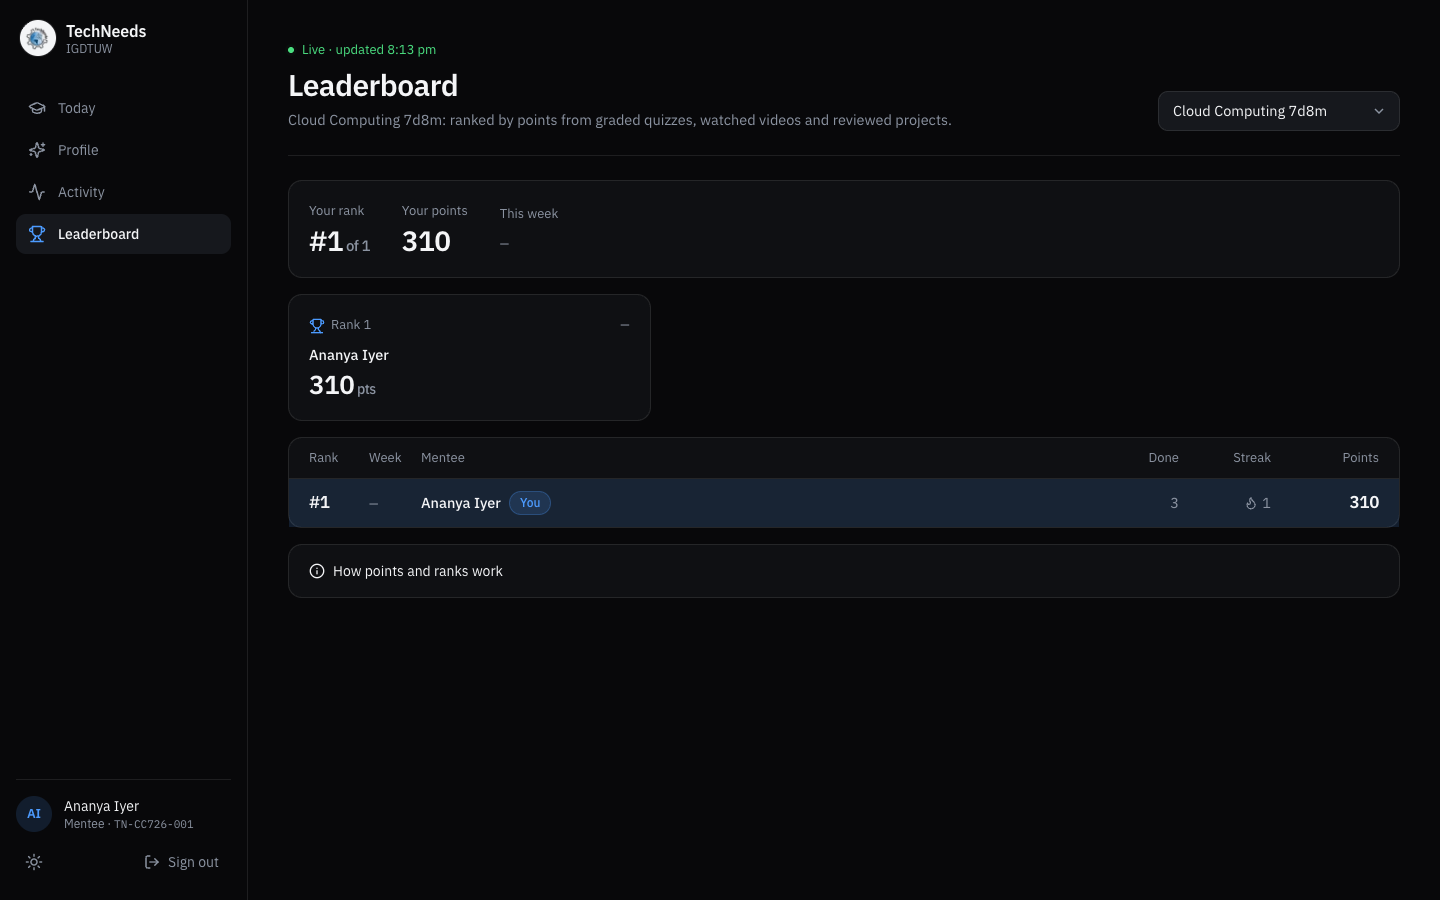 TechNeeds
IGDTUW
Today
Profile
Activity
Leaderboard
Ananya Iyer
AI
Mentee · TN-CC726-001
Sign out
Live · updated 8:13 pm
Leaderboard
Cloud Computing 7d8m: ranked by points from graded quizzes, watched videos and reviewed projects.
Cloud Computing 7d8m
Your rank Your points This week
#1 of 1 310 –
Rank 1 –
Ananya Iyer
310 pts
Rank Week Mentee Done Streak Points
#1 – Ananya Iyer You 3 1 310
How points and ranks work